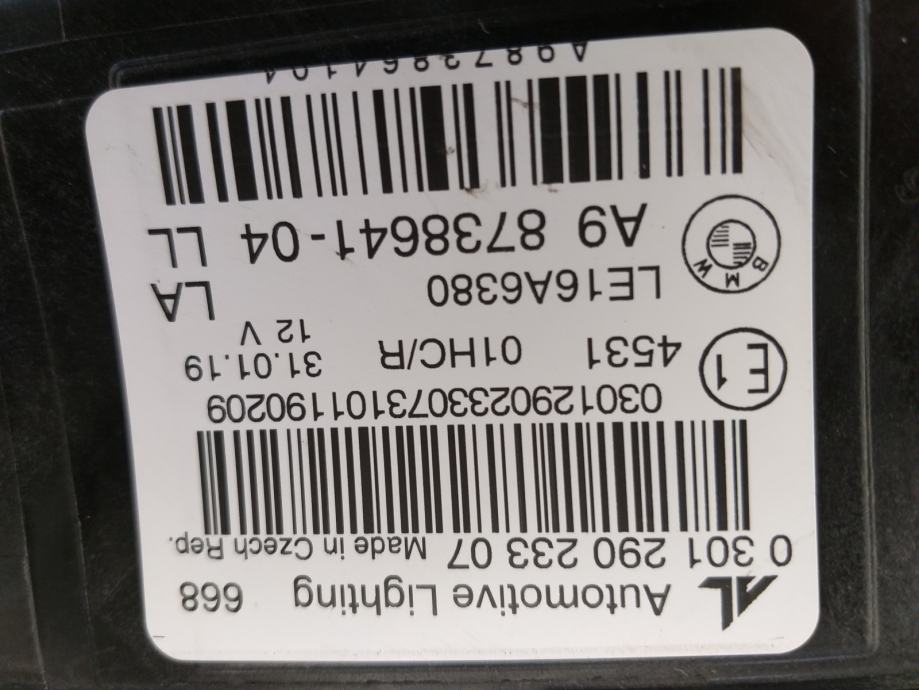 AL Automotive Lighting 668
0 301 290 233 07 Made in Czech Rep.
0301290233073101190209
E1 4531 01HC/R 31.01.19
12 V
LE16A6380 LA
BMW A9 8738641-04 LL
A9873864104